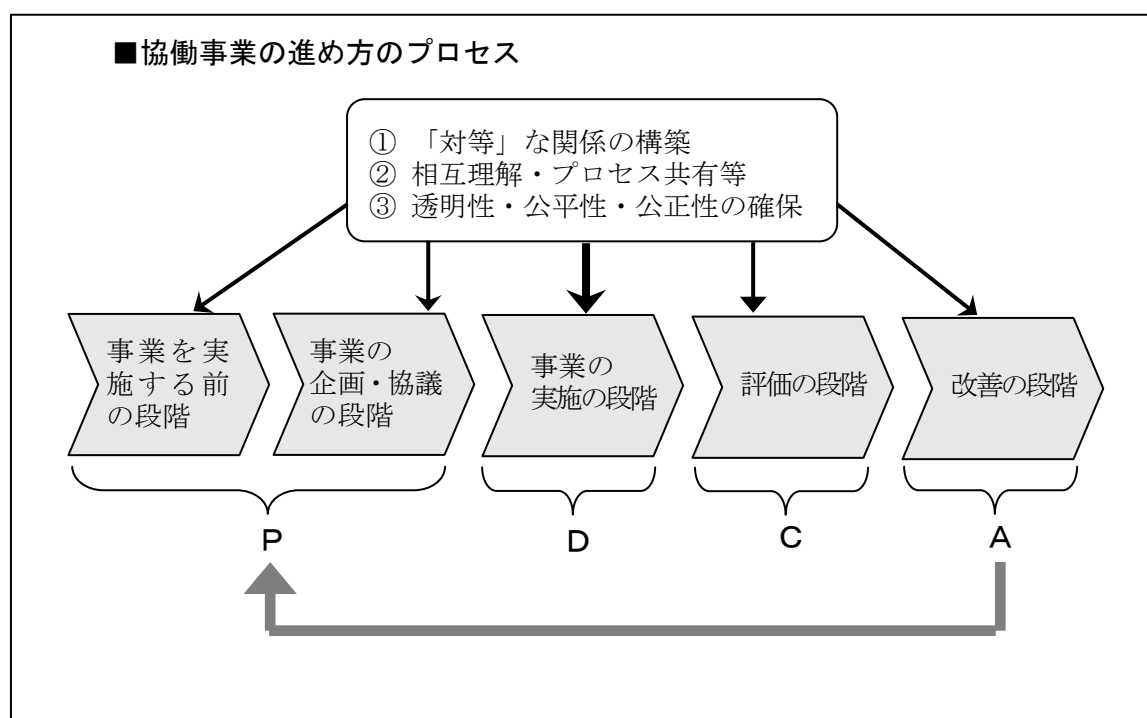 ■協働事業の進め方のプロセス
① 「対等」な関係の構築
② 相互理解・プロセス共有等
③ 透明性・公平性・公正性の確保
事業を実
施する前
の段階
事業の
企画・協議
の段階
事業の
実施の段階
評価の段階
改善の段階
P
D
C
A